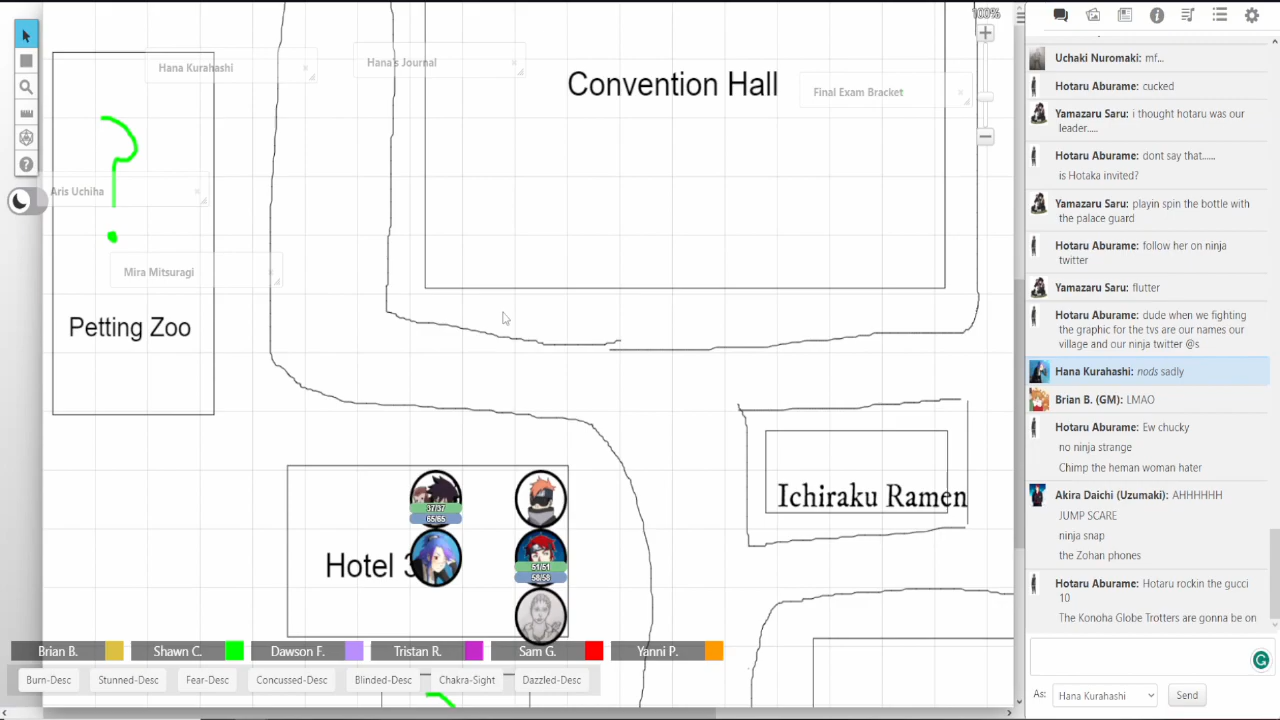 100%
Hana Kurahashi
Hana's Journal
Convention Hall
Final Exam Bracket
Aris Uchiha
Mira Mitsuragi
Petting Zoo
Ichiraku Ramen
37/37
65/65
51/51
58/58
Hotel 3
Brian B.
Shawn C.
Dawson F.
Tristan R.
Sam G.
Yanni P.
Burn-Desc
Stunned-Desc
Fear-Desc
Concussed-Desc
Blinded-Desc
Chakra-Sight
Dazzled-Desc
Uchaki Nuromaki: mf...
Hotaru Aburame: cucked
Yamazaru Saru: i thought hotaru was our
leader.....
Hotaru Aburame: dont say that......
is Hotaka invited?
Yamazaru Saru: playin spin the bottle with
the palace guard
Hotaru Aburame: follow her on ninja
twitter
Yamazaru Saru: flutter
Hotaru Aburame: dude when we fighting
the graphic for the tvs are our names our
village and our ninja twitter @s
Hana Kurahashi: nods sadly
Brian B. (GM): LMAO
Hotaru Aburame: Ew chucky
no ninja strange
Chimp the heman woman hater
Akira Daichi (Uzumaki): AHHHHHH
JUMP SCARE
ninja snap
the Zohan phones
Hotaru Aburame: Hotaru rockin the gucci
10
The Konoha Globe Trotters are gonna be on
As:
Hana Kurahashi
Send